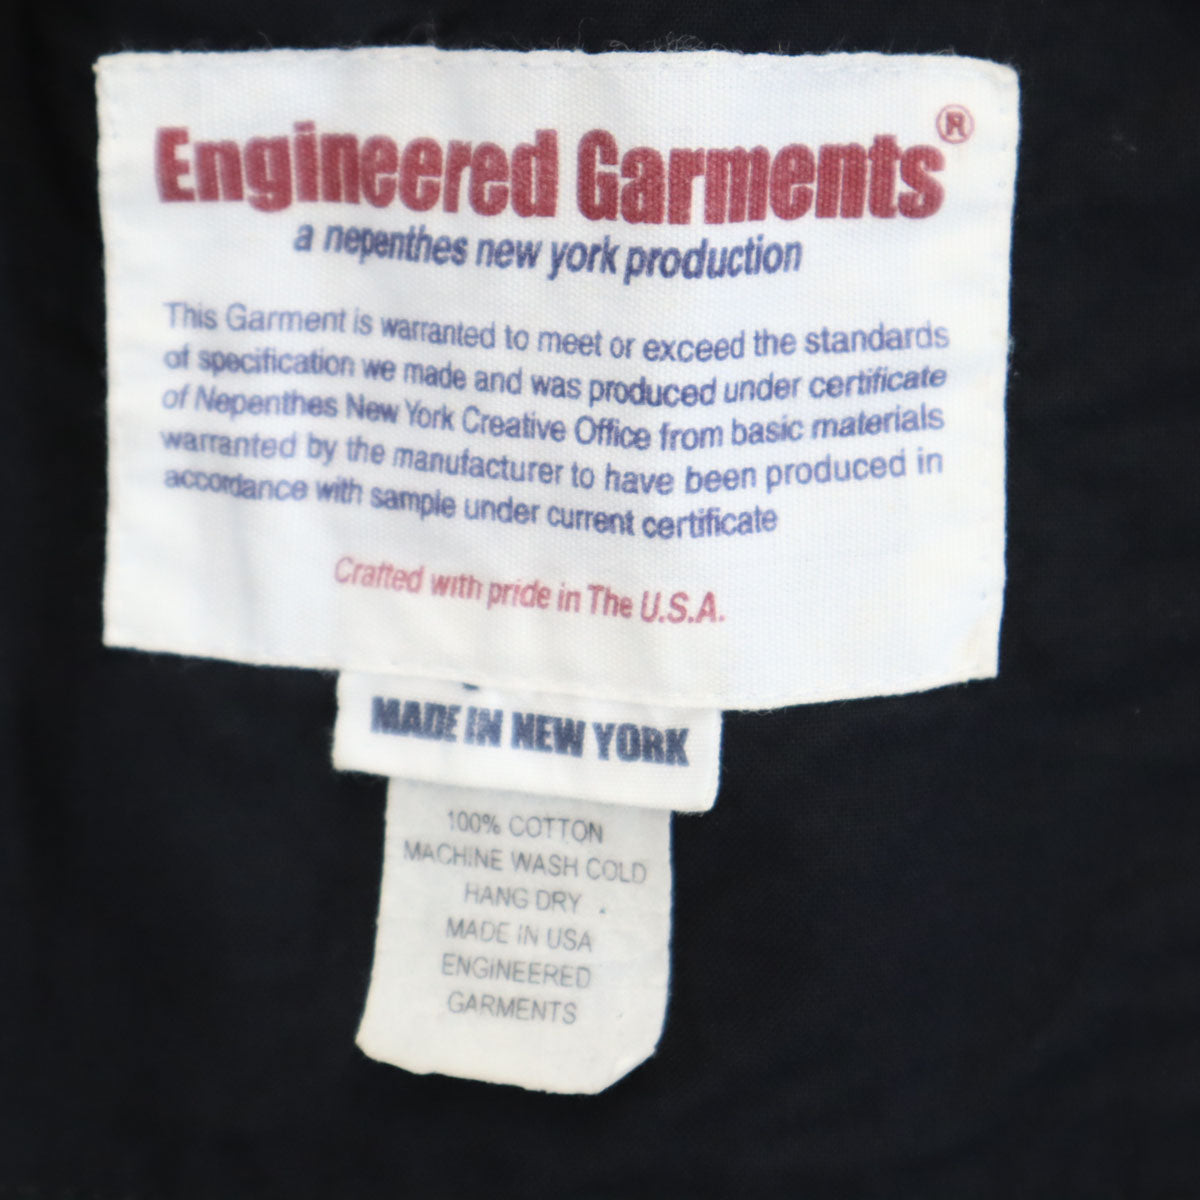 Engineered Garments®
a nepenthes new york production
This Garment is warranted to meet or exceed the standards
of specification we made and was produced under certificate
of Nepenthes New York Creative Office from basic materials
warranted by the manufacturer to have been produced in
accordance with sample under current certificate
Crafted with pride in The U.S.A.
MADE IN NEW YORK
100% COTTON
MACHINE WASH COLD
HANG DRY
MADE IN USA
ENGINEERED
GARMENTS